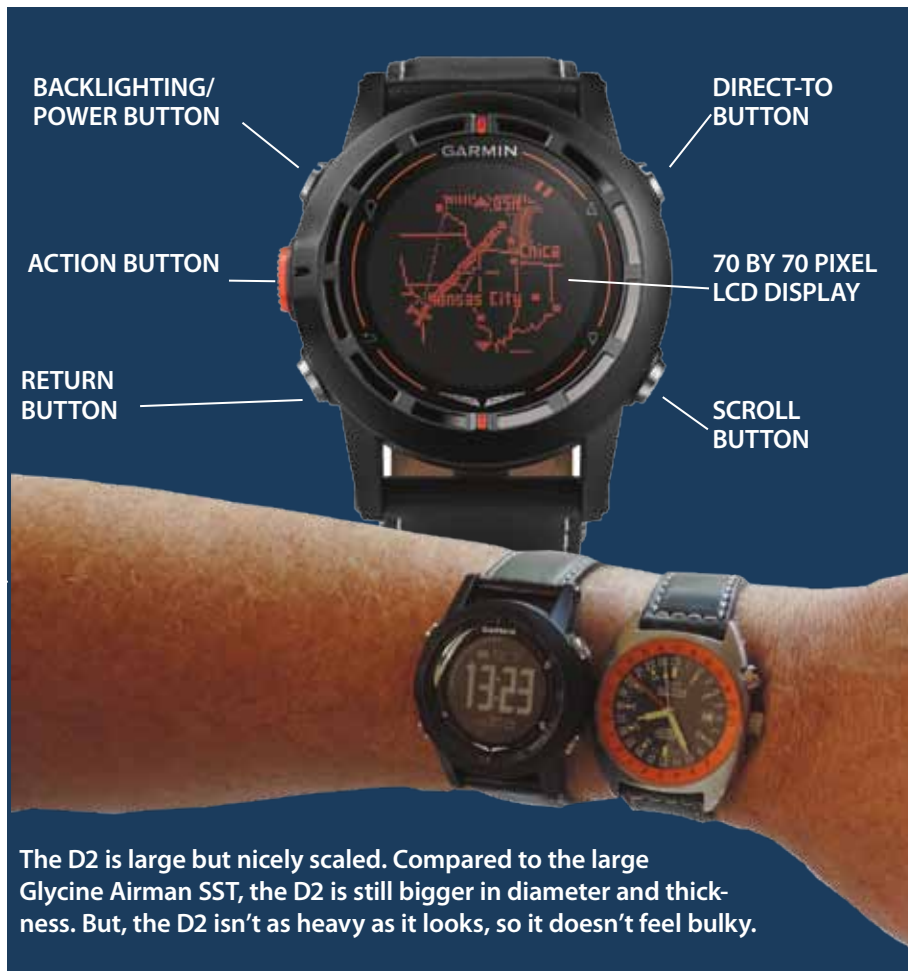 BACKLIGHTING/
POWER BUTTON
DIRECT-TO
BUTTON
GARMIN
ACTION BUTTON
Chica
Kansas City
70 BY 70 PIXEL
LCD DISPLAY
RETURN
BUTTON
SCROLL
BUTTON
13:23
The D2 is large but nicely scaled. Compared to the large
Glycine Airman SST, the D2 is still bigger in diameter and thick-
ness. But, the D2 isn’t as heavy as it looks, so it doesn’t feel bulky.